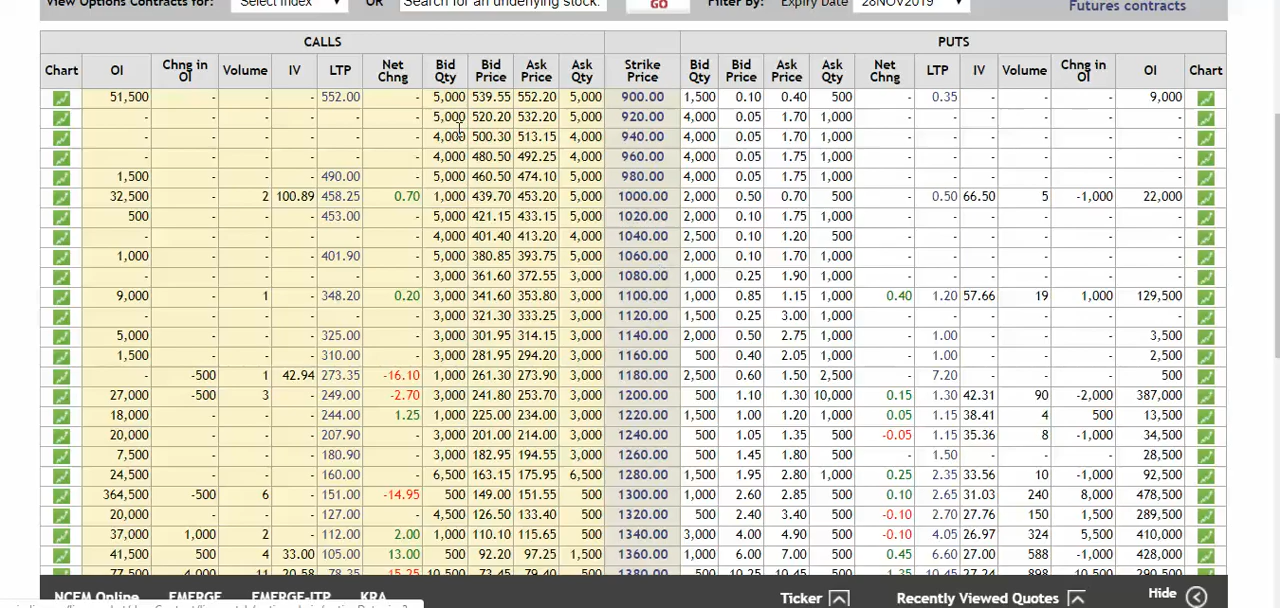 View Options Contracts for: Select Index OR Search for an underlying stock. GO Filter by: Expiry Date 28NOV2019 Futures contracts
CALLS PUTS
Chart OI Chng in OI Volume IV LTP Net Chng Bid Qty Bid Price Ask Price Ask Qty Strike Price Bid Qty Bid Price Ask Price Ask Qty Net Chng LTP IV Volume Chng in OI OI Chart
51,500 - - - 552.00 - 5,000 539.55 552.20 5,000 900.00 1,500 0.10 0.40 500 - 0.35 - - - 9,000
- - - - - - 5,000 520.20 532.20 5,000 920.00 4,000 0.05 1.70 1,000 - - - - - -
- - - - - - 4,000 500.30 513.15 4,000 940.00 4,000 0.05 1.70 1,000 - - - - - -
- - - - - - 4,000 480.50 492.25 4,000 960.00 4,000 0.05 1.75 1,000 - - - - - -
1,500 - - - 490.00 - 5,000 460.50 474.10 5,000 980.00 4,000 0.05 1.75 1,000 - - - - - -
32,500 - 2 100.89 458.25 0.70 1,000 439.70 453.20 5,000 1000.00 2,000 0.50 0.70 500 - 0.50 66.50 5 -1,000 22,000
500 - - - 453.00 - 5,000 421.15 433.15 5,000 1020.00 2,000 0.10 1.75 1,000 - - - - - -
- - - - - - 4,000 401.40 413.20 4,000 1040.00 2,500 0.10 1.20 500 - - - - - -
1,000 - - - 401.90 - 5,000 380.85 393.75 5,000 1060.00 2,000 0.10 1.70 1,000 - - - - - -
- - - - - - 3,000 361.60 372.55 3,000 1080.00 1,000 0.25 1.90 1,000 - - - - - -
9,000 - 1 - 348.20 0.20 3,000 341.60 353.80 3,000 1100.00 1,000 0.85 1.15 1,000 0.40 1.20 57.66 19 1,000 129,500
- - - - - - 3,000 321.30 333.25 3,000 1120.00 1,500 0.25 3.00 1,000 - - - - - -
5,000 - - - 325.00 - 3,000 301.95 314.15 3,000 1140.00 2,000 0.50 2.75 1,000 - 1.00 - - - 3,500
1,500 - - - 310.00 - 3,000 281.95 294.20 3,000 1160.00 500 0.40 2.05 1,000 - 1.00 - - - 2,500
- -500 1 42.94 273.35 -16.10 1,000 261.30 273.90 3,000 1180.00 2,500 0.60 1.50 2,500 - 7.20 - - - 500
27,000 -500 3 - 249.00 -2.70 3,000 241.80 253.70 3,000 1200.00 500 1.10 1.30 10,000 0.15 1.30 42.31 90 -2,000 387,000
18,000 - - - 244.00 1.25 1,000 225.00 234.00 3,000 1220.00 1,500 1.00 1.20 1,000 0.05 1.15 38.41 4 500 13,500
20,000 - - - 207.90 - 3,000 201.00 214.00 3,000 1240.00 500 1.05 1.35 500 -0.05 1.15 35.36 8 -1,000 34,500
7,500 - - - 180.90 - 3,000 182.95 194.55 3,000 1260.00 500 1.45 1.80 500 - 1.50 - - - 28,500
24,500 - - - 160.00 - 6,500 163.15 175.95 6,500 1280.00 1,500 1.95 2.80 1,000 0.25 2.35 33.56 10 -1,000 92,500
364,500 -500 6 - 151.00 -14.95 500 149.00 151.55 500 1300.00 1,000 2.60 2.85 500 0.10 2.65 31.03 240 8,000 478,500
20,000 - - - 127.00 - 4,500 126.50 133.40 500 1320.00 500 2.40 3.40 500 -0.10 2.70 27.76 150 1,500 289,500
37,000 1,000 2 - 112.00 2.00 1,000 110.10 115.65 500 1340.00 3,000 4.00 4.90 500 -0.10 4.05 26.97 324 5,500 410,000
41,500 500 4 33.00 105.00 13.00 500 92.20 97.25 1,500 1360.00 1,000 6.00 7.00 500 0.45 6.60 27.00 588 -1,000 428,000
NCFM Online EMERGE EMERGE-ITP KRA Ticker Recently Viewed Quotes Hide